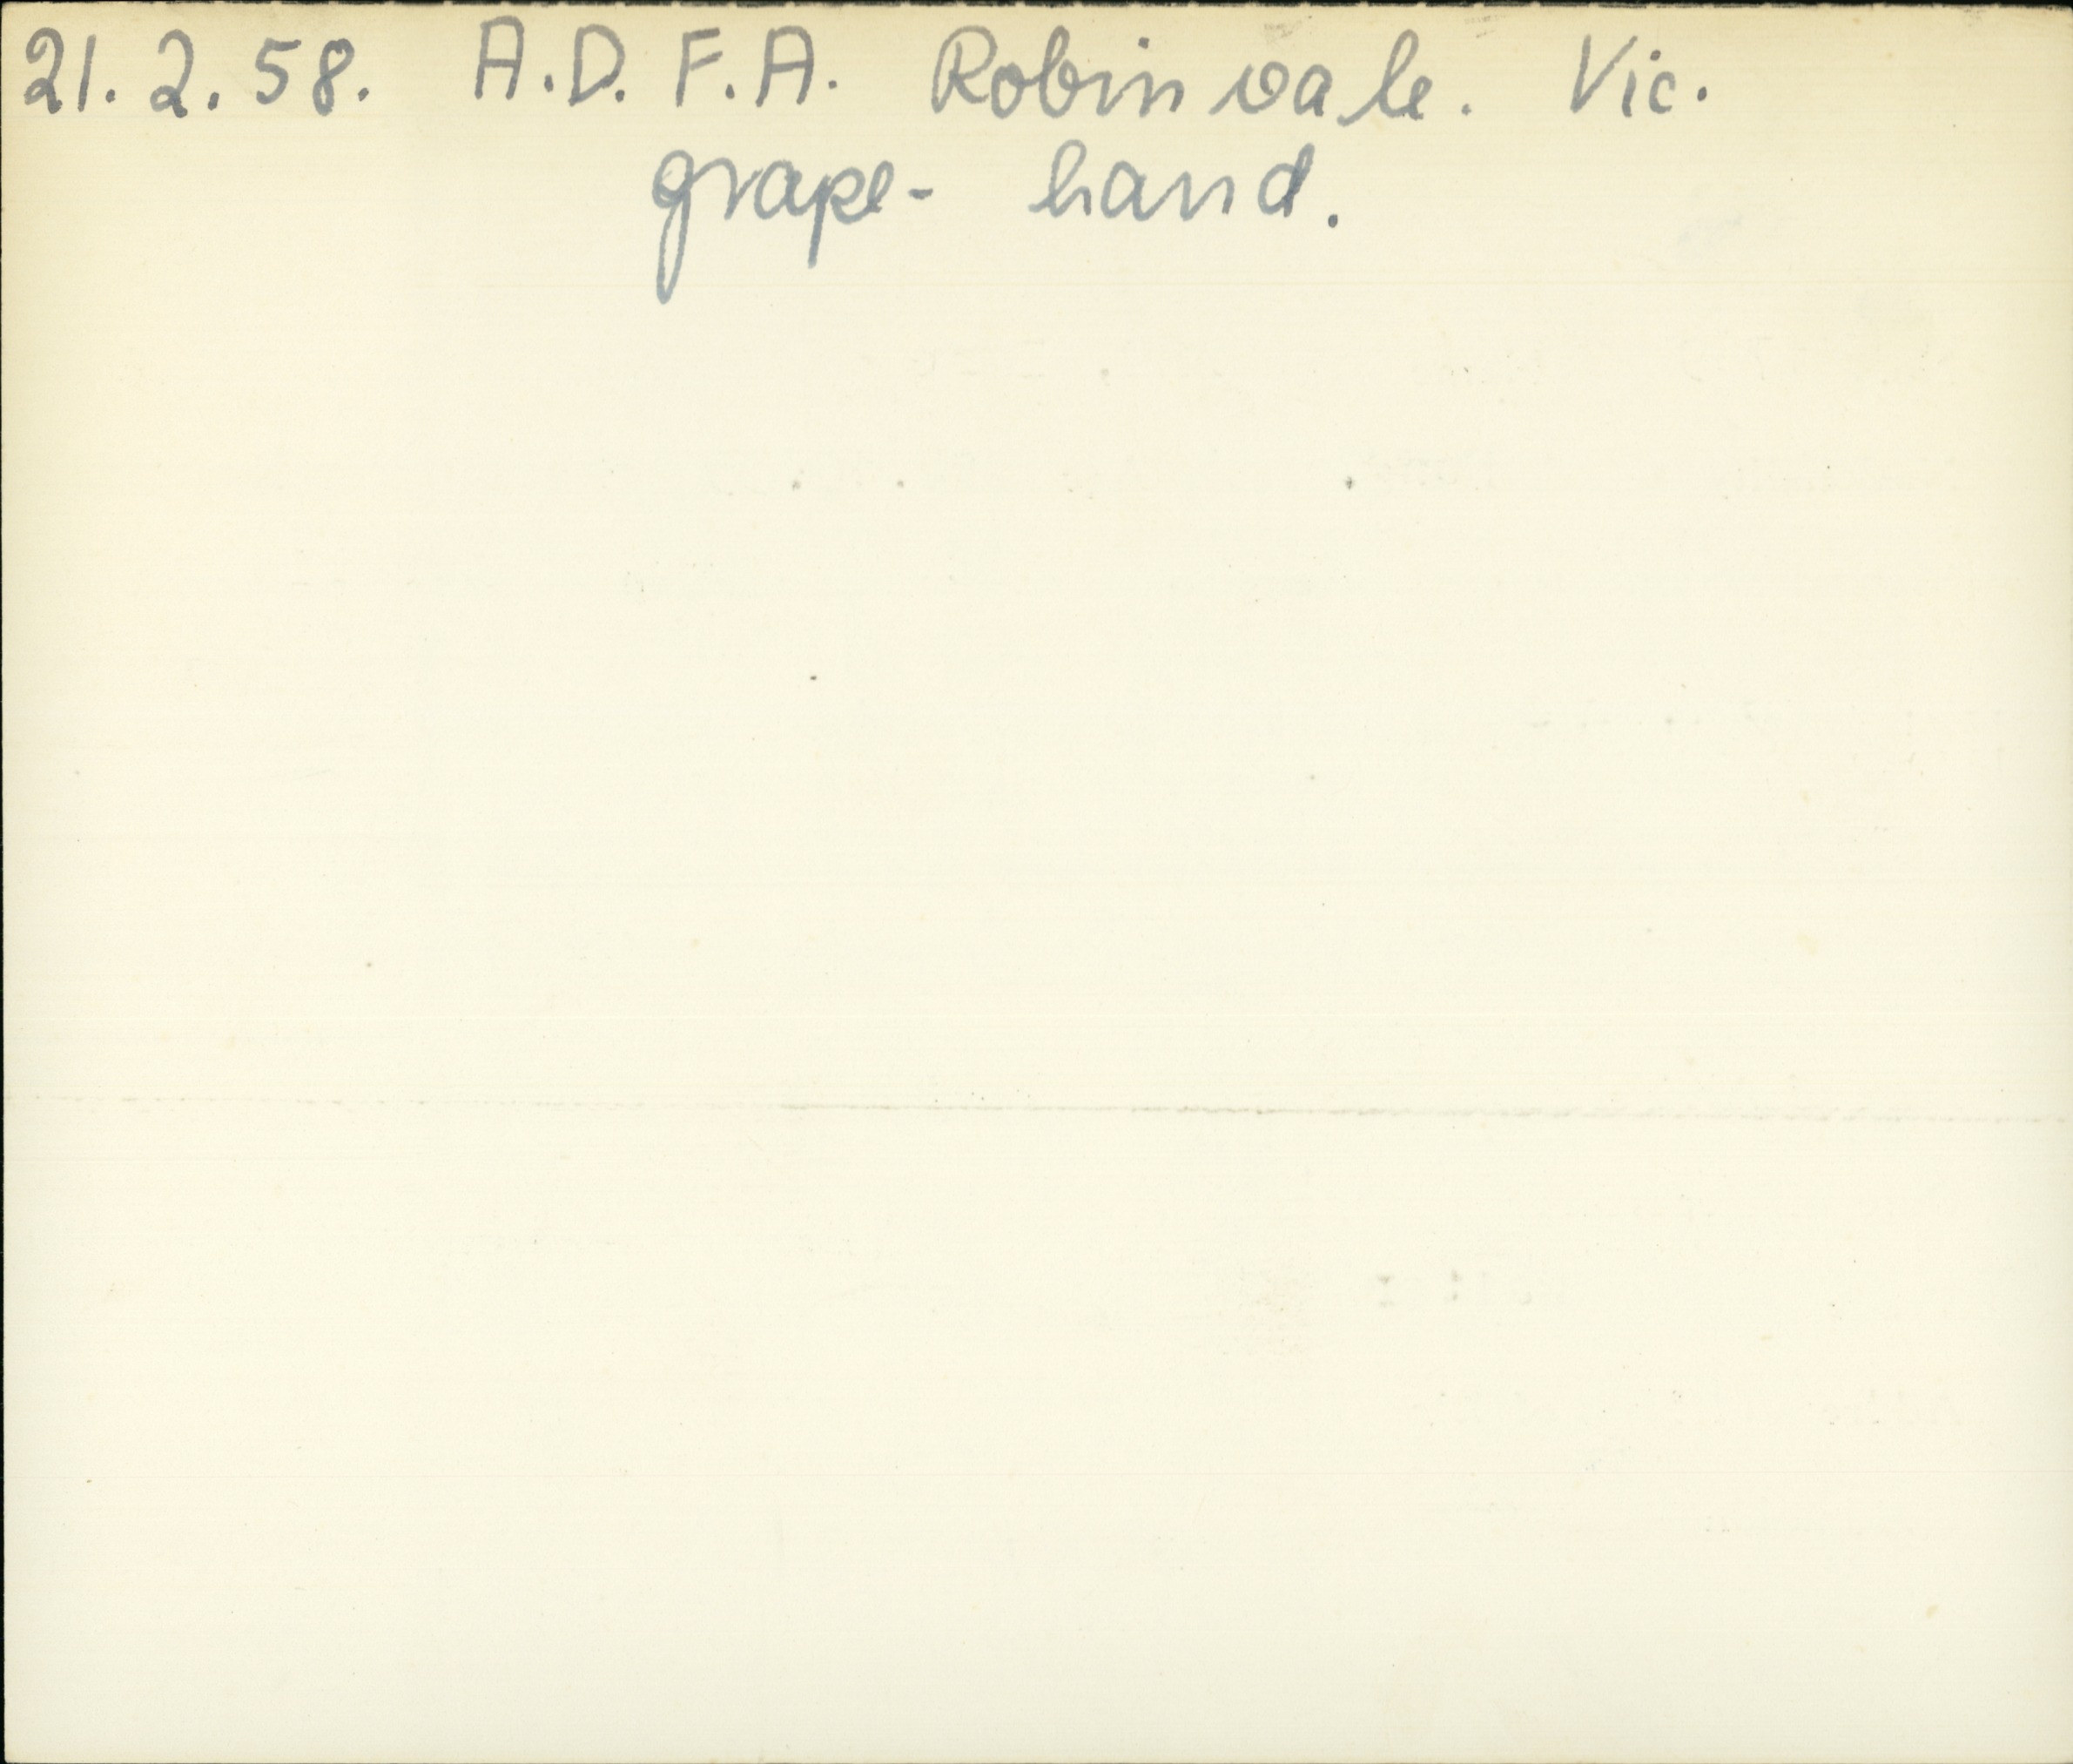 21. 2. 58. A.D. F.A. Robinvale. Vic.
grape- hand.